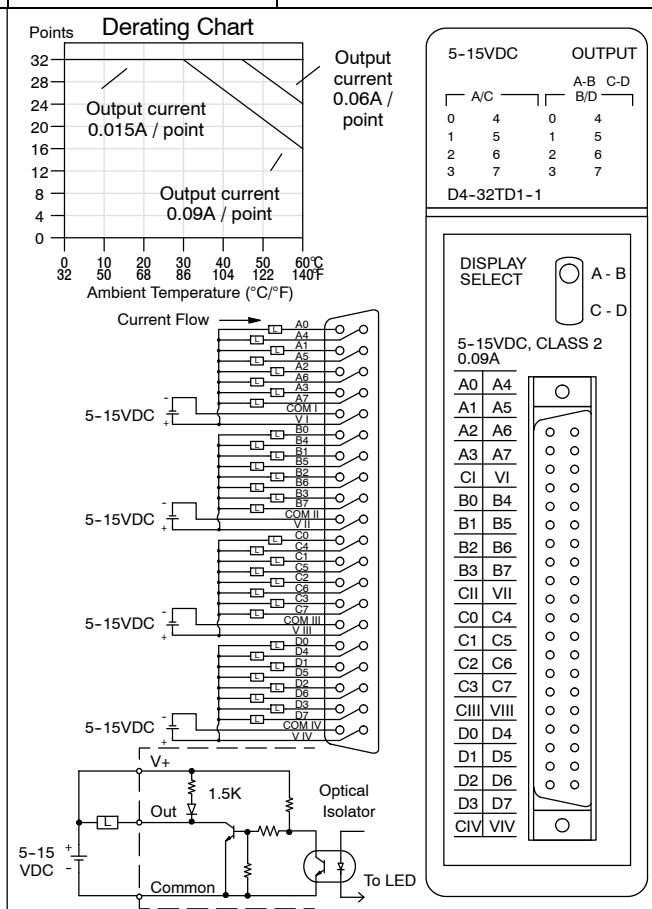 Derating Chart
Points
32
28
24
20
16
12
8
4
0
Output current
0.015A / point
Output
current
0.06A /
point
Output current
0.09A / point
0 10 20 30 40 50 60°C
32 50 68 86 104 122 140°F
Ambient Temperature (°C/°F)
Current Flow
L A0
L A4
L A1
L A5
L A2
L A6
L A3
L A7
COM I
V I
5-15VDC
-
+
L B0
L B4
L B1
L B5
L B2
L B6
L B3
L B7
COM II
V II
5-15VDC
-
+
L C0
L C4
L C1
L C5
L C2
L C6
L C3
L C7
COM III
V III
5-15VDC
-
+
L D0
L D4
L D1
L D5
L D2
L D6
L D3
L D7
COM IV
V IV
5-15VDC
-
+
V+
1.5K
Optical
Isolator
Out
L
5-15
VDC
+
-
Common
To LED
5-15VDC OUTPUT
A-B C-D
A/C B/D
0 4 0 4
1 5 1 5
2 6 2 6
3 7 3 7
D4-32TD1-1
DISPLAY
SELECT
A - B
C - D
5-15VDC, CLASS 2
0.09A
A0 A4
A1 A5
A2 A6
A3 A7
CI VI
B0 B4
B1 B5
B2 B6
B3 B7
CII VII
C0 C4
C1 C5
C2 C6
C3 C7
CIII VIII
D0 D4
D1 D5
D2 D6
D3 D7
CIV VIV